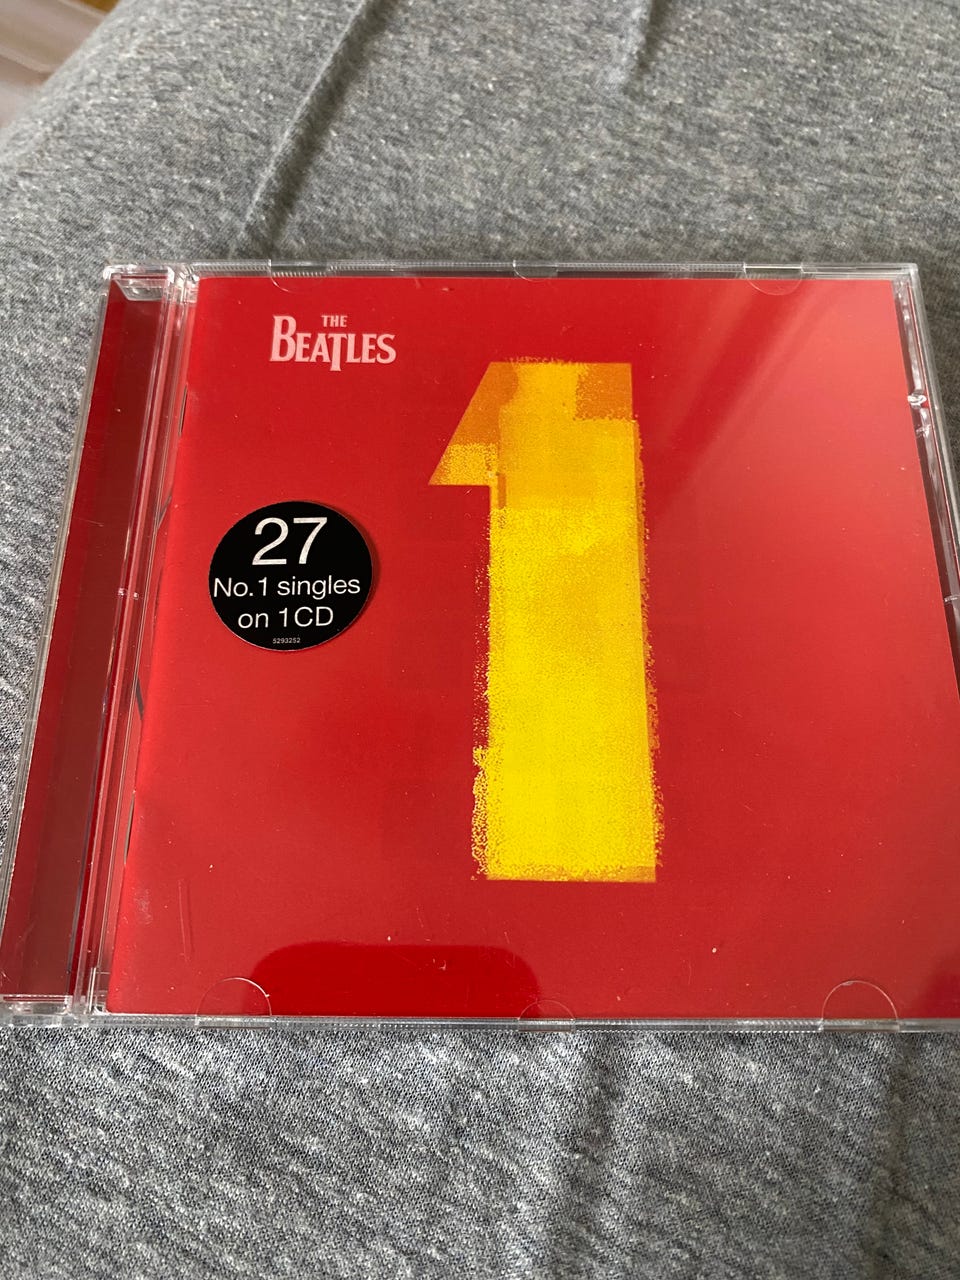 THE
BEATLES
1
27
No.1 singles
on 1CD
5293252